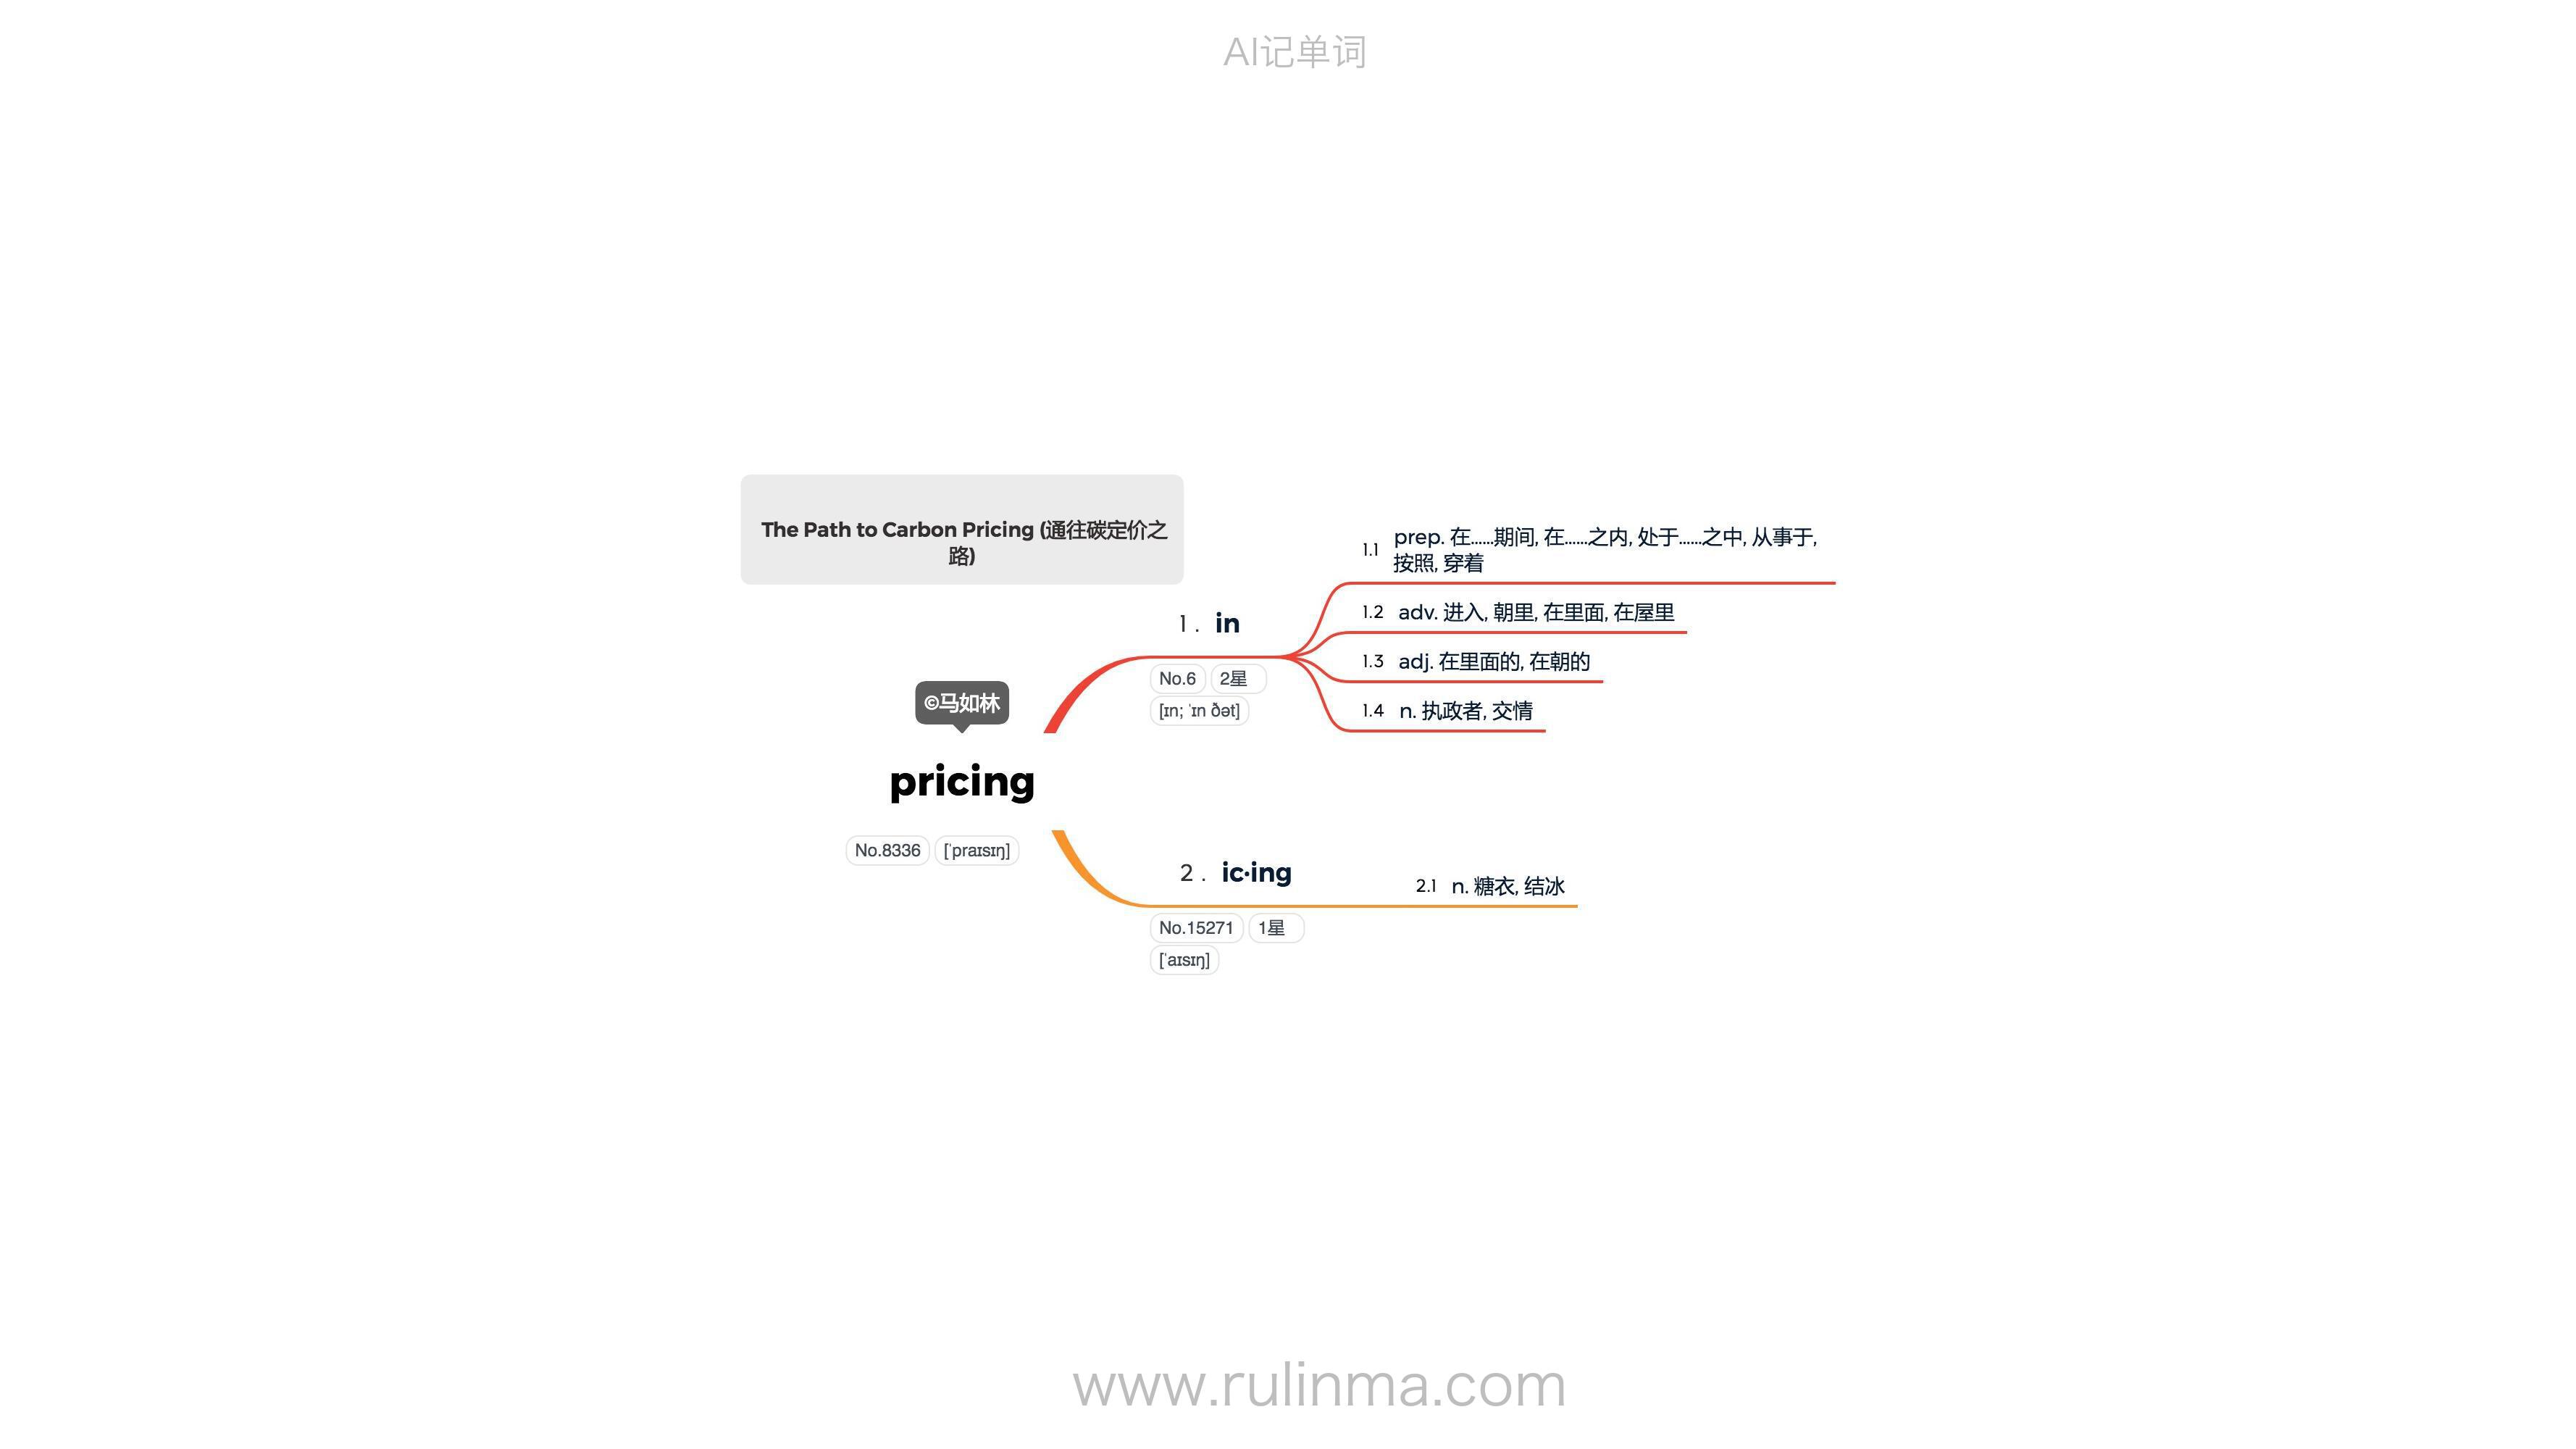 AI记单词
The Path to Carbon Pricing (通往碳定价之
路)
©马如林
pricing
No.8336 [ˈpraɪsɪŋ]
1. in
No.6 2星
[ɪn; ˈɪn ðət]
1.1 prep. 在……期间, 在……之内, 处于……之中, 从事于,
按照, 穿着
1.2 adv. 进入, 朝里, 在里面, 在屋里
1.3 adj. 在里面的, 在朝的
1.4 n. 执政者, 交情
2. ic·ing
No.15271 1星
[ˈaɪsɪŋ]
2.1 n. 糖衣, 结冰
www.rulinma.com